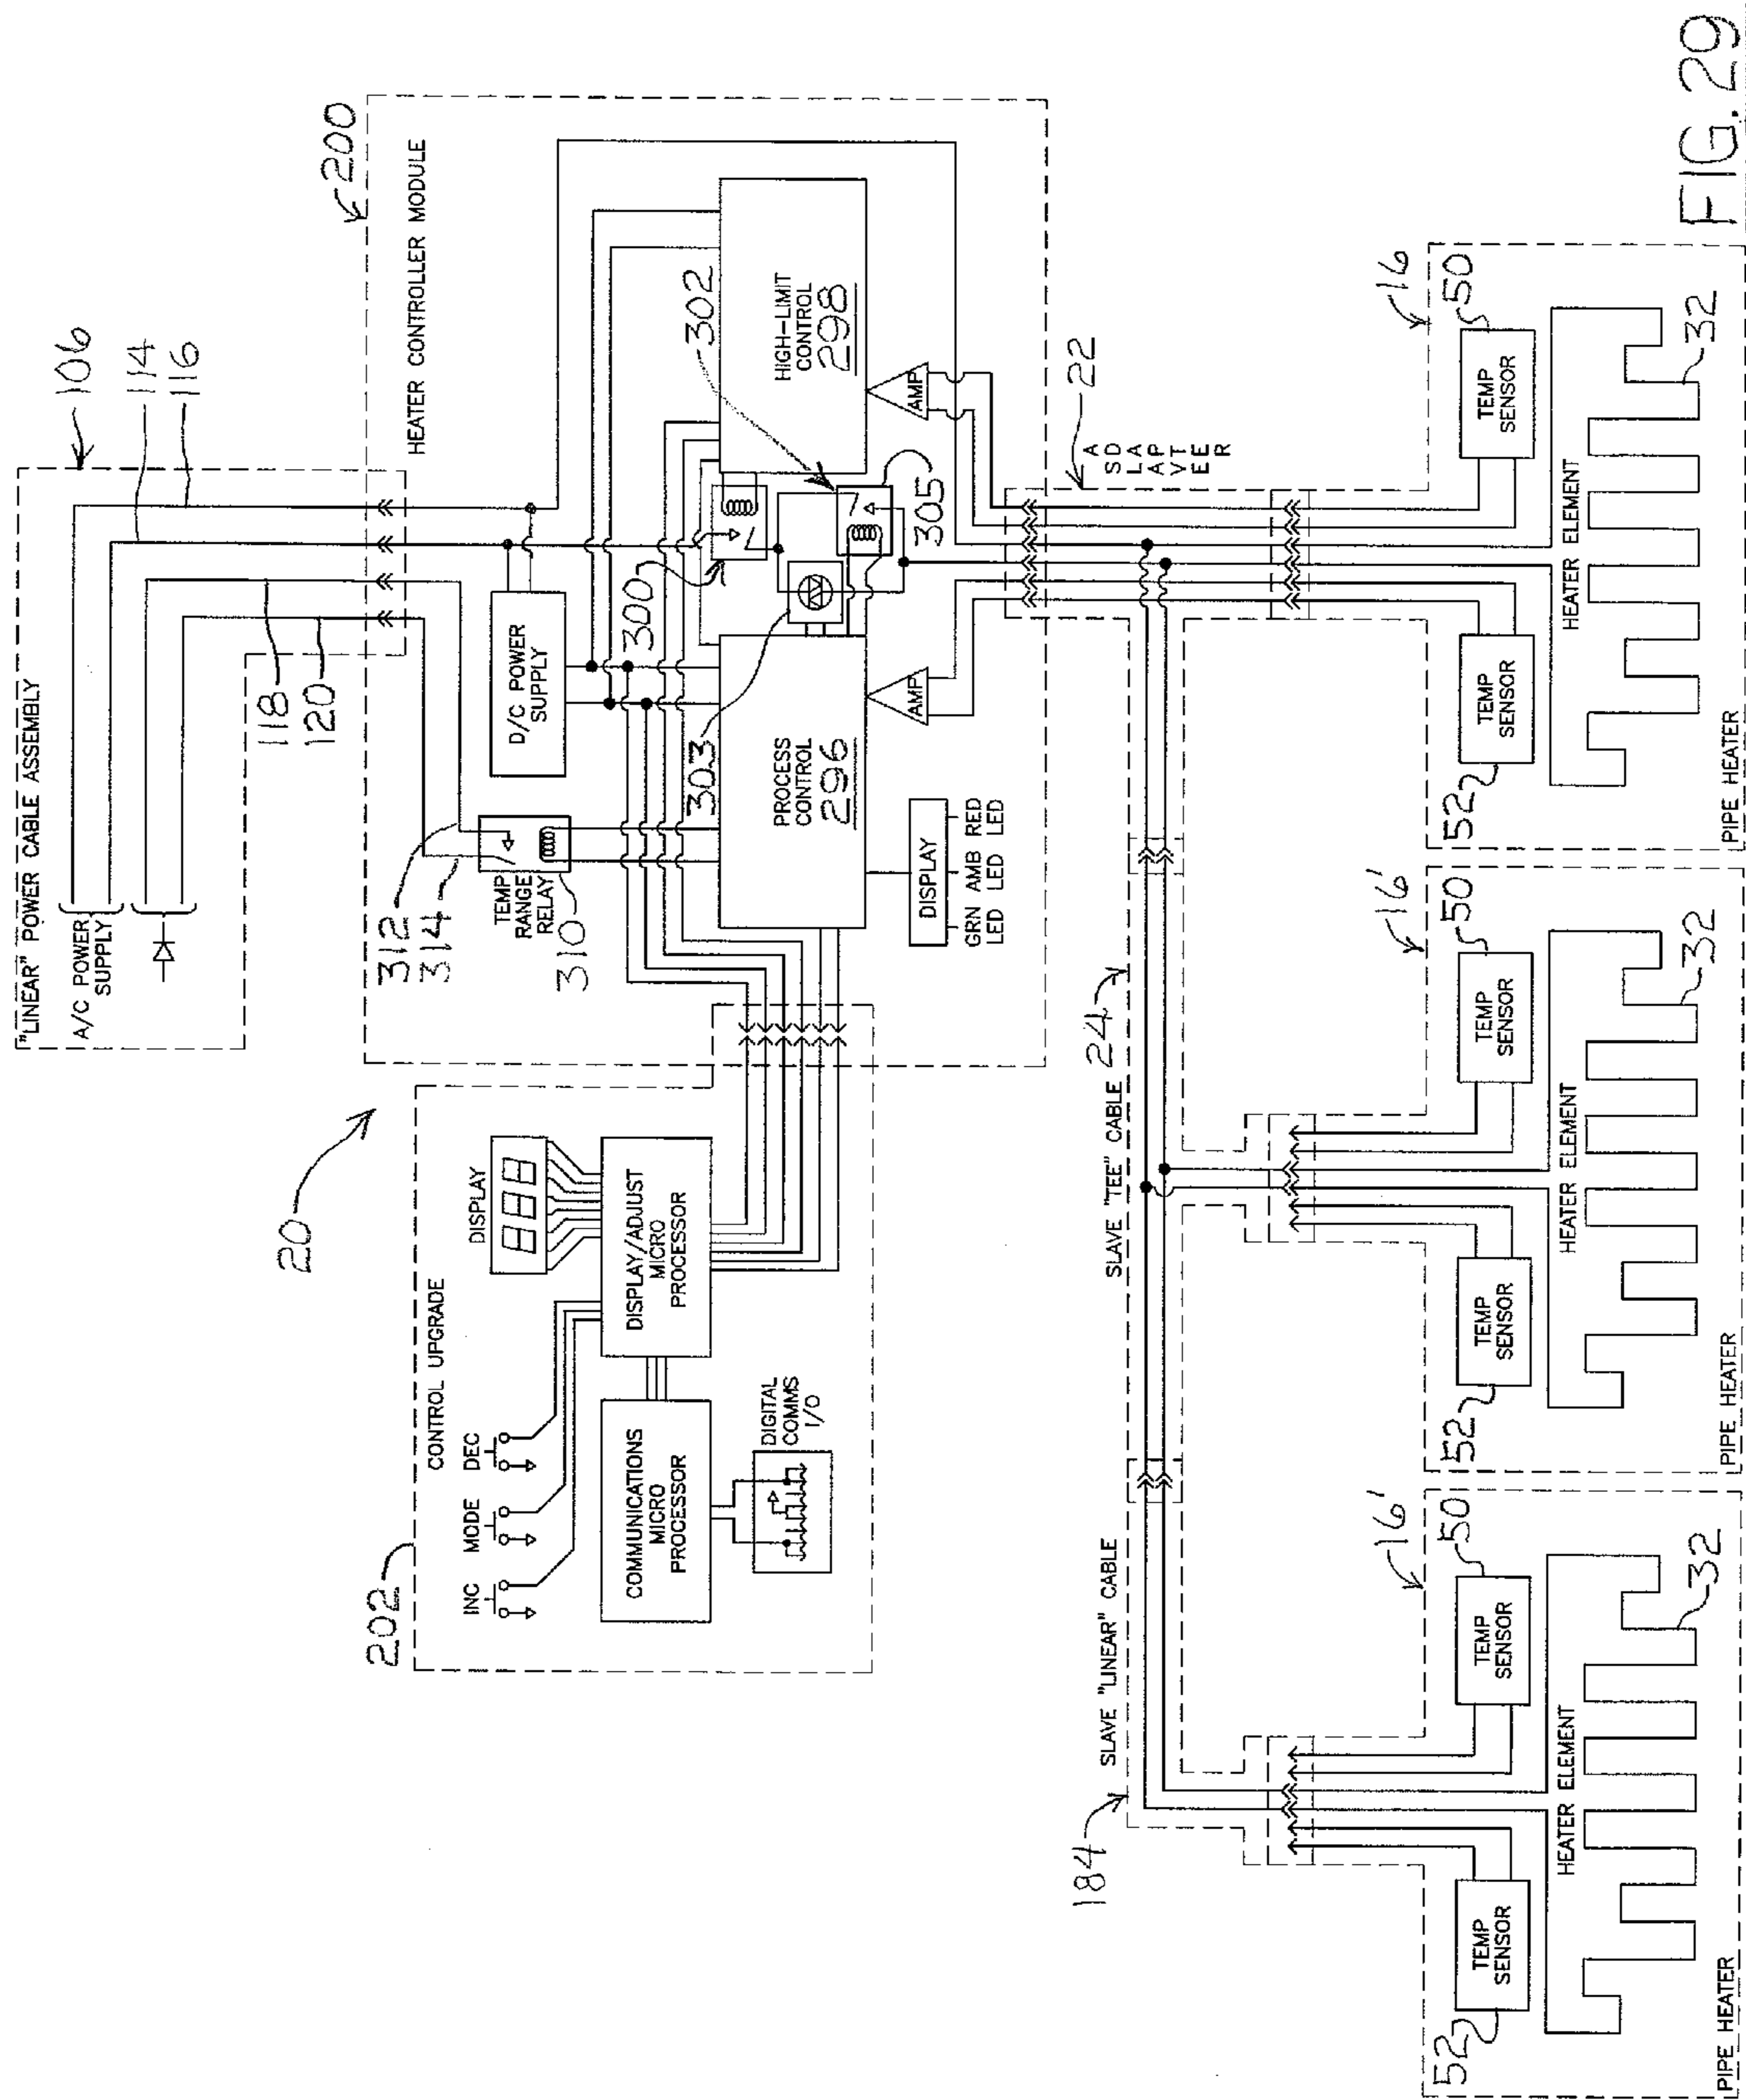 FIG. 29
"LINEAR" POWER CABLE ASSEMBLY
106
114
116
118
120
A/C POWER
SUPPLY
200
HEATER CONTROLLER MODULE
312
314
TEMP
RANGE
RELAY
310
D/C POWER
SUPPLY
300
302
303
305
HIGH-LIMIT
CONTROL
298
PROCESS
CONTROL
296
AMP
AMP
DISPLAY
GRN AMB RED
LED LED LED
20
202
CONTROL UPGRADE
INC
MODE
DEC
DISPLAY
DISPLAY/ADJUST
MICRO
PROCESSOR
COMMUNICATIONS
MICRO
PROCESSOR
DIGITAL
COMMS
I/O
22
A S
D L
A A
P V
T E
E R
R
184
SLAVE "LINEAR" CABLE
SLAVE "TEE" CABLE
24
16'
50
TEMP
SENSOR
52
TEMP
SENSOR
HEATER ELEMENT
32
PIPE HEATER
16'
50
TEMP
SENSOR
52
TEMP
SENSOR
HEATER ELEMENT
32
PIPE HEATER
16
50
TEMP
SENSOR
52
TEMP
SENSOR
HEATER ELEMENT
32
PIPE HEATER